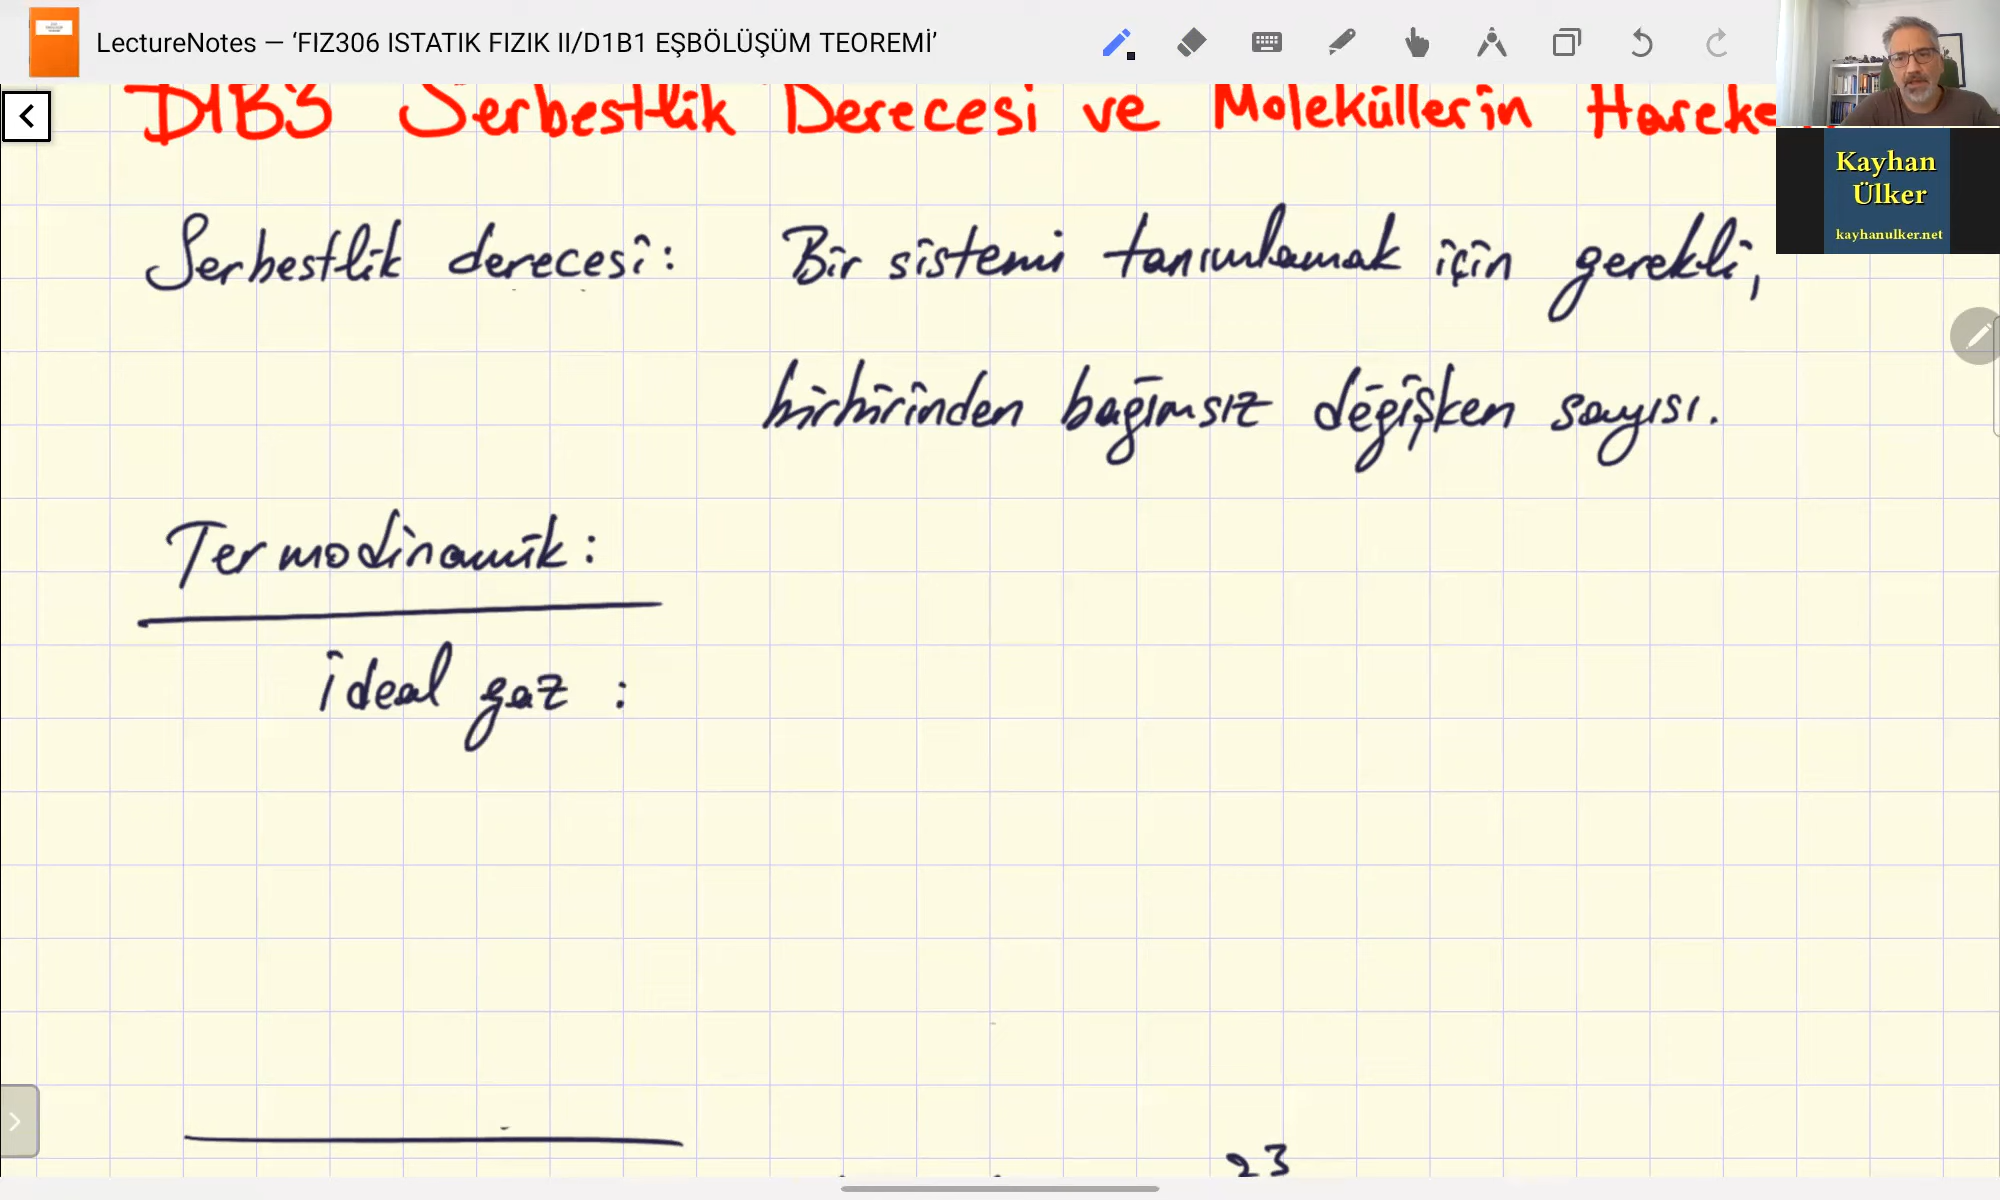 LectureNotes — ‘FIZ306 ISTATIK FIZIK II/D1B1 EŞBÖLÜŞÜM TEOREMİ’
D1B3 Serbestlik Derecesi ve Moleküllerin Hareke
Kayhan
Ülker
kayhanulker.net
Serbestlik derecesi: Bir sistemi tanımlamak için gerekli,
birbirinden bağımsız değişken sayısı.
Termodinamik:
ideal gaz :
23